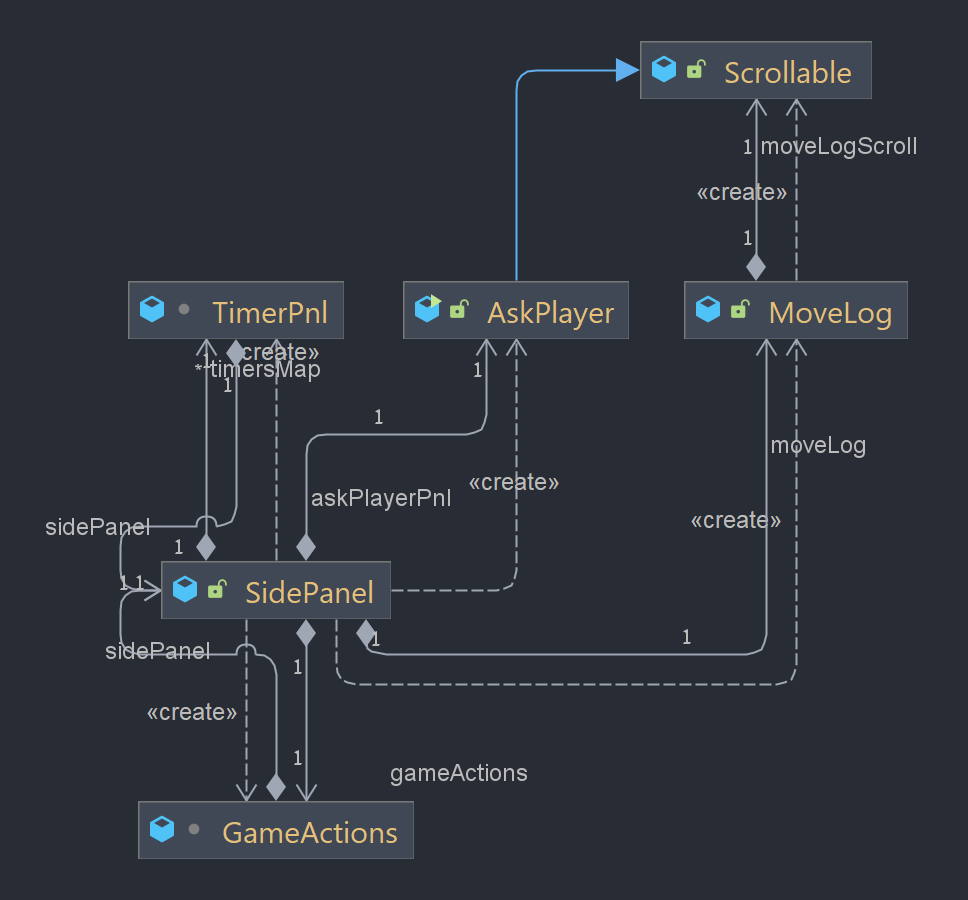 Scrollable
1 moveLogScroll
«create»
1
TimerPnl
AskPlayer
MoveLog
«create»
1
* timersMap
1
1
1
moveLog
«create»
askPlayerPnl
«create»
sidePanel
1
1 1
SidePanel
1
1
sidePanel
1
«create»
1
gameActions
GameActions